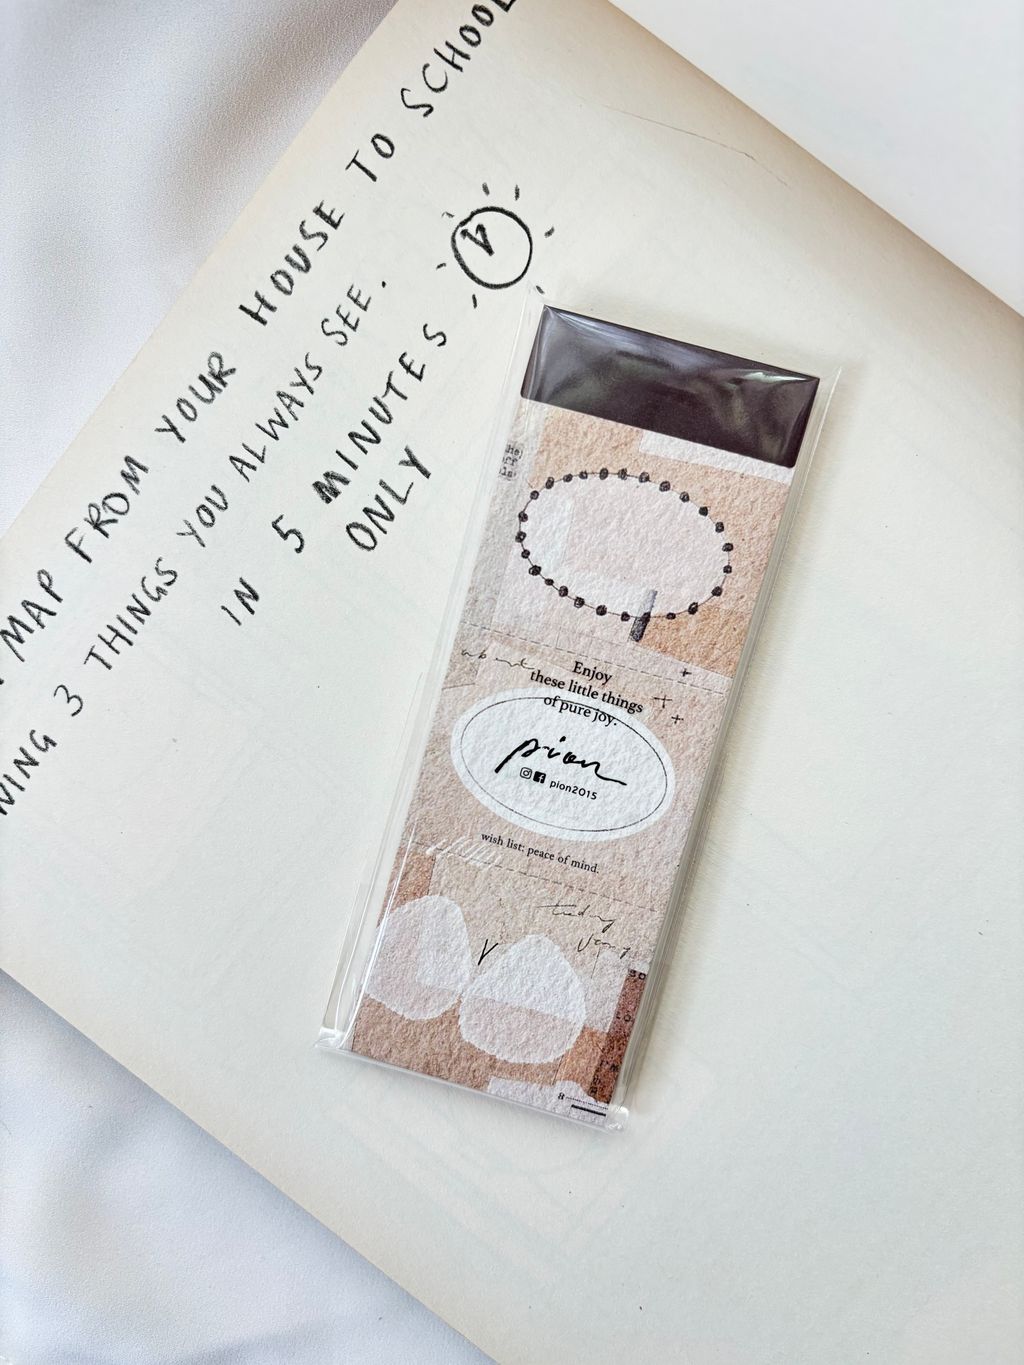 MAP FROM YOUR HOUSE TO SCHOOL
3 THINGS YOU ALWAYS SEE.
IN 5 MINUTES
ONLY
Enjoy
these little things
of pure joy.
pion
pion2015
wish list: peace of mind.